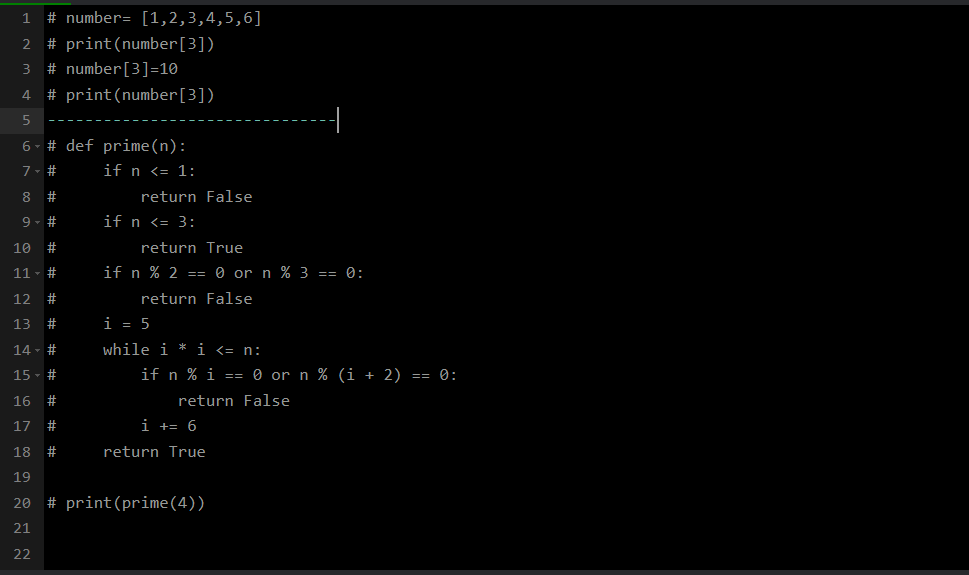 1 # number= [1,2,3,4,5,6]
2 # print(number[3])
3 # number[3]=10
4 # print(number[3])
5 -------------------------------
6 # def prime(n):
7 #     if n <= 1:
8 #         return False
9 #     if n <= 3:
10 #         return True
11 #     if n % 2 == 0 or n % 3 == 0:
12 #         return False
13 #     i = 5
14 #     while i * i <= n:
15 #         if n % i == 0 or n % (i + 2) == 0:
16 #             return False
17 #         i += 6
18 #     return True
19
20 # print(prime(4))
21
22